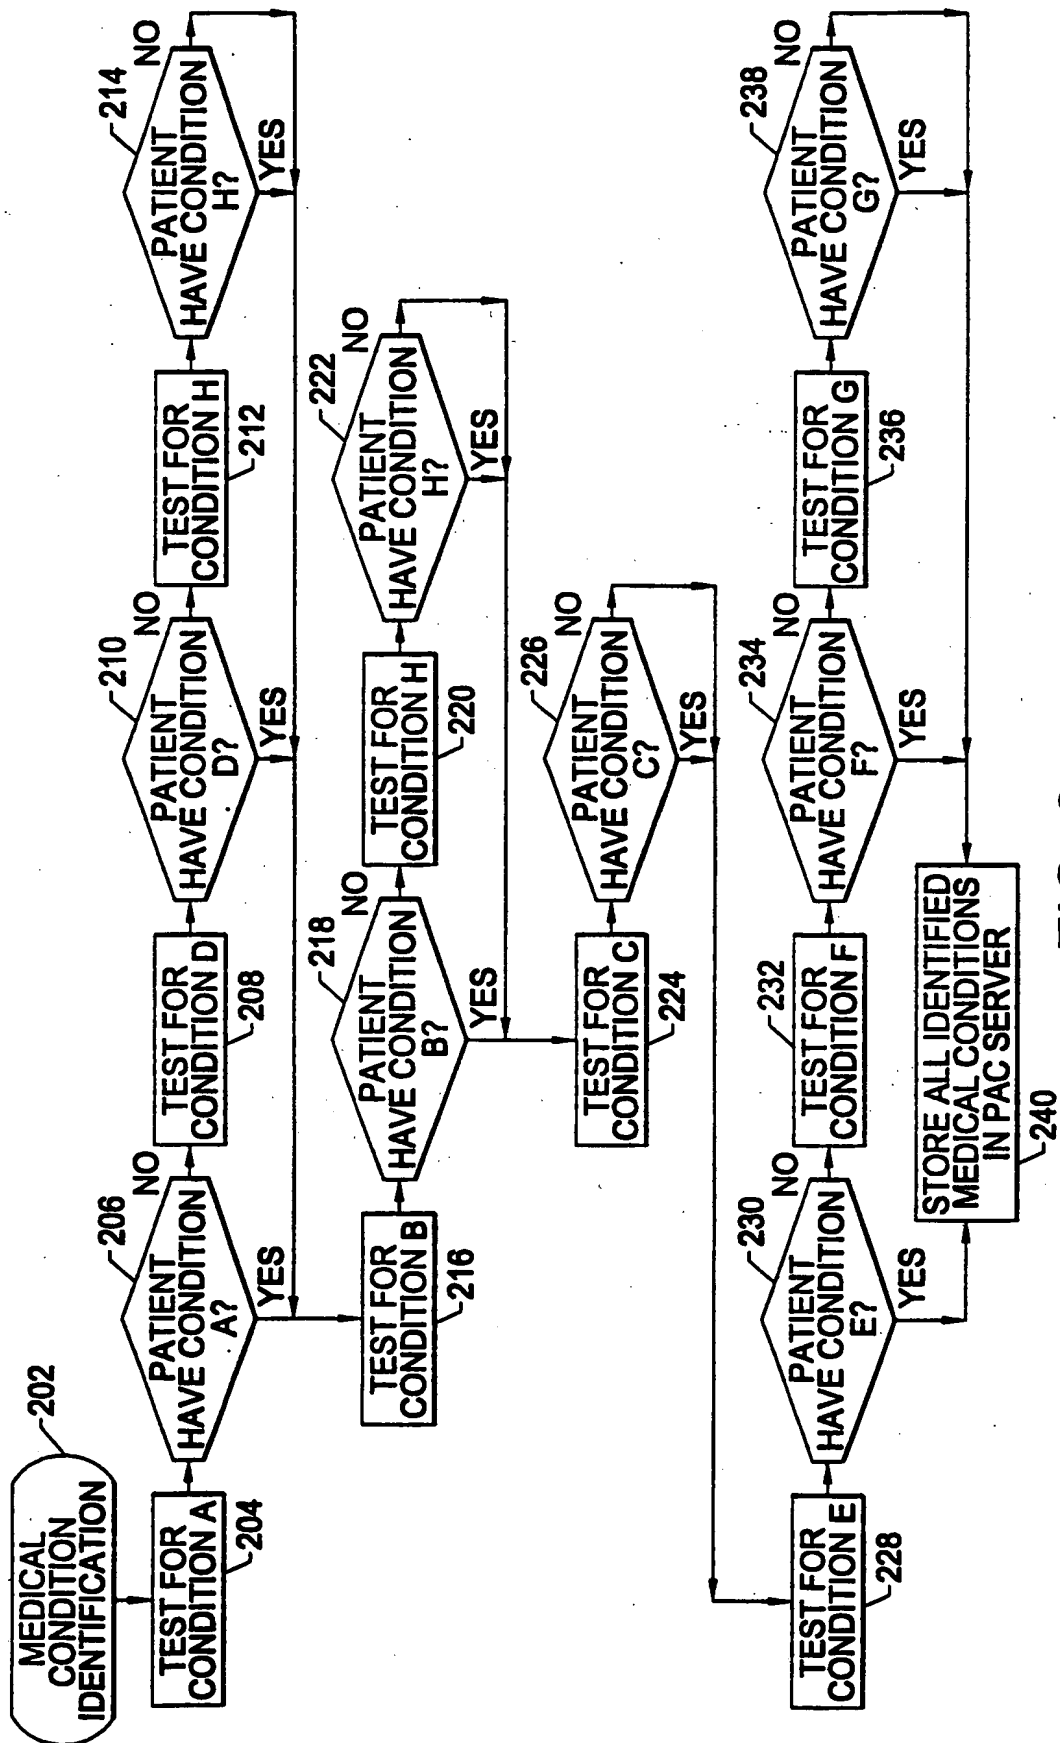 MEDICAL
CONDITION
IDENTIFICATION
202
TEST FOR
CONDITION A
204
PATIENT
HAVE CONDITION
A?
206
NO
YES
TEST FOR
CONDITION D
208
PATIENT
HAVE CONDITION
D?
210
NO
YES
TEST FOR
CONDITION H
212
PATIENT
HAVE CONDITION
H?
214
NO
YES
TEST FOR
CONDITION B
216
PATIENT
HAVE CONDITION
B?
218
NO
YES
TEST FOR
CONDITION H
220
PATIENT
HAVE CONDITION
H?
222
NO
YES
TEST FOR
CONDITION C
224
PATIENT
HAVE CONDITION
C?
226
NO
YES
TEST FOR
CONDITION E
228
PATIENT
HAVE CONDITION
E?
230
NO
YES
TEST FOR
CONDITION F
232
PATIENT
HAVE CONDITION
F?
234
NO
YES
TEST FOR
CONDITION G
236
PATIENT
HAVE CONDITION
G?
238
NO
YES
STORE ALL IDENTIFIED
MEDICAL CONDITIONS
IN PAC SERVER
240